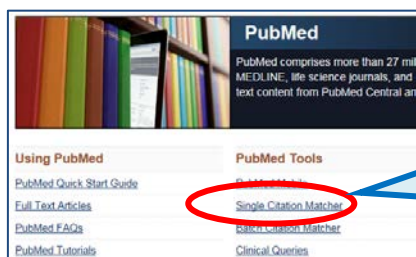 PubMed
PubMed comprises more than 27 mil
MEDLINE, life science journals, and
text content from PubMed Central an
Using PubMed
PubMed Quick Start Guide
Full Text Articles
PubMed FAQs
PubMed Tutorials
PubMed Tools
PubMed Mobile
Single Citation Matcher
Batch Citation Matcher
Clinical Queries